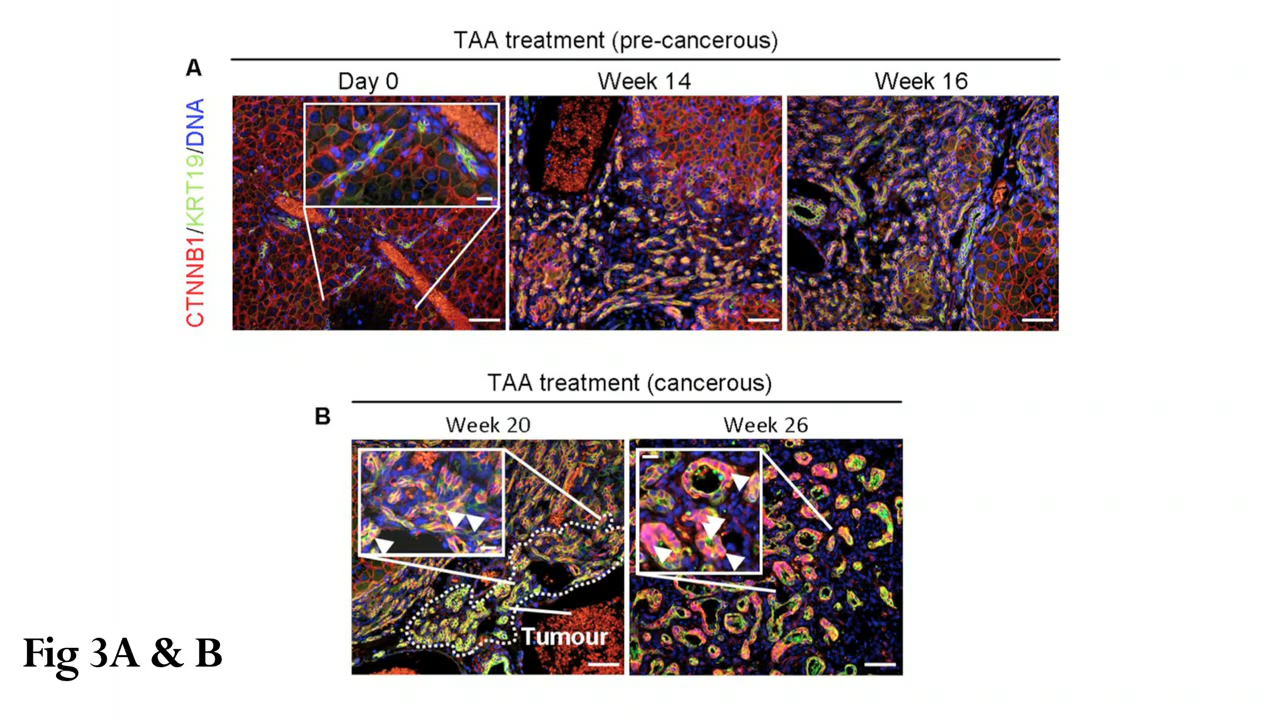 TAA treatment (pre-cancerous)
A
Day 0
Week 14
Week 16
CTNNB1/KRT19/DNA
TAA treatment (cancerous)
B
Week 20
Week 26
Tumour
Fig 3A & B